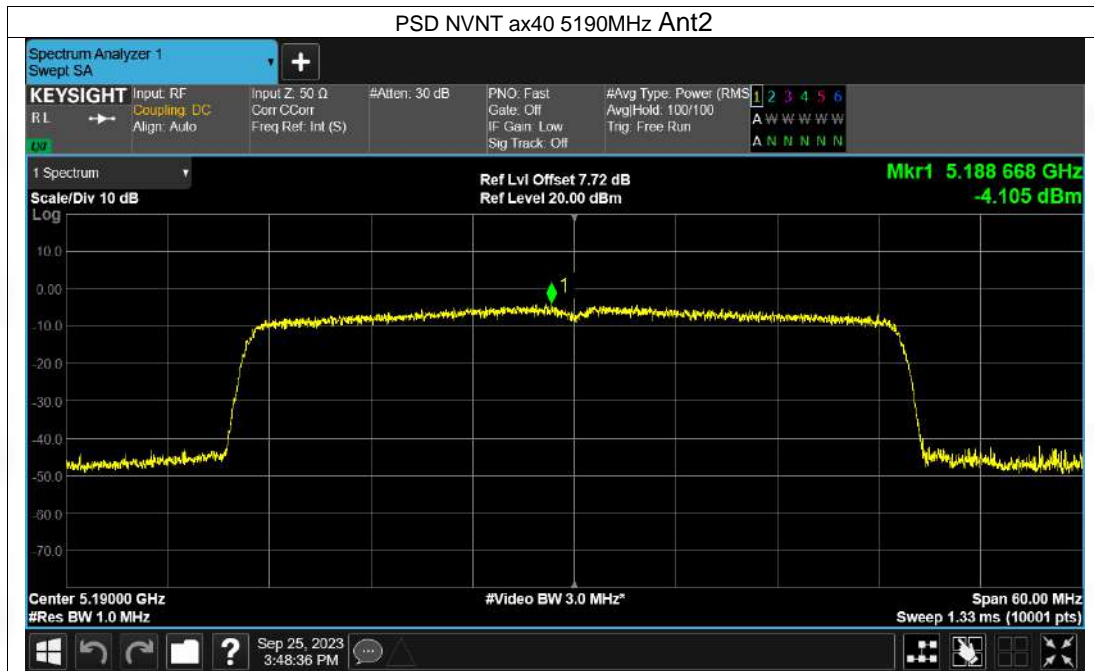 PSD NVNT ax40 5190MHz Ant2
Spectrum Analyzer 1
Swept SA
+
KEYSIGHT
RL
LXI
Input: RF
Coupling: DC
Align: Auto
Input Z: 50 Ω
Corr CCorr
Freq Ref: Int (S)
#Atten: 30 dB
PNO: Fast
Gate: Off
IF Gain: Low
Sig Track: Off
#Avg Type: Power (RMS
Avg|Hold: 100/100
Trig: Free Run
1 2 3 4 5 6
A W W W W W
A N N N N N
1 Spectrum
Scale/Div 10 dB
Log
Ref Lvl Offset 7.72 dB
Ref Level 20.00 dBm
Mkr1 5.188 668 GHz
-4.105 dBm
10.0
0.00
-10.0
-20.0
-30.0
-40.0
-50.0
-60.0
-70.0
1
Center 5.19000 GHz
#Res BW 1.0 MHz
#Video BW 3.0 MHz*
Span 60.00 MHz
Sweep 1.33 ms (10001 pts)
?
Sep 25, 2023
3:48:36 PM